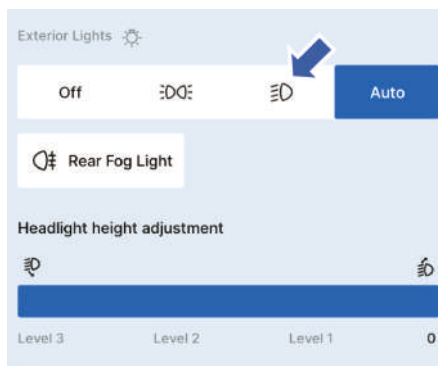 Exterior Lights
Off Auto
Rear Fog Light
Headlight height adjustment
Level 3 Level 2 Level 1 0